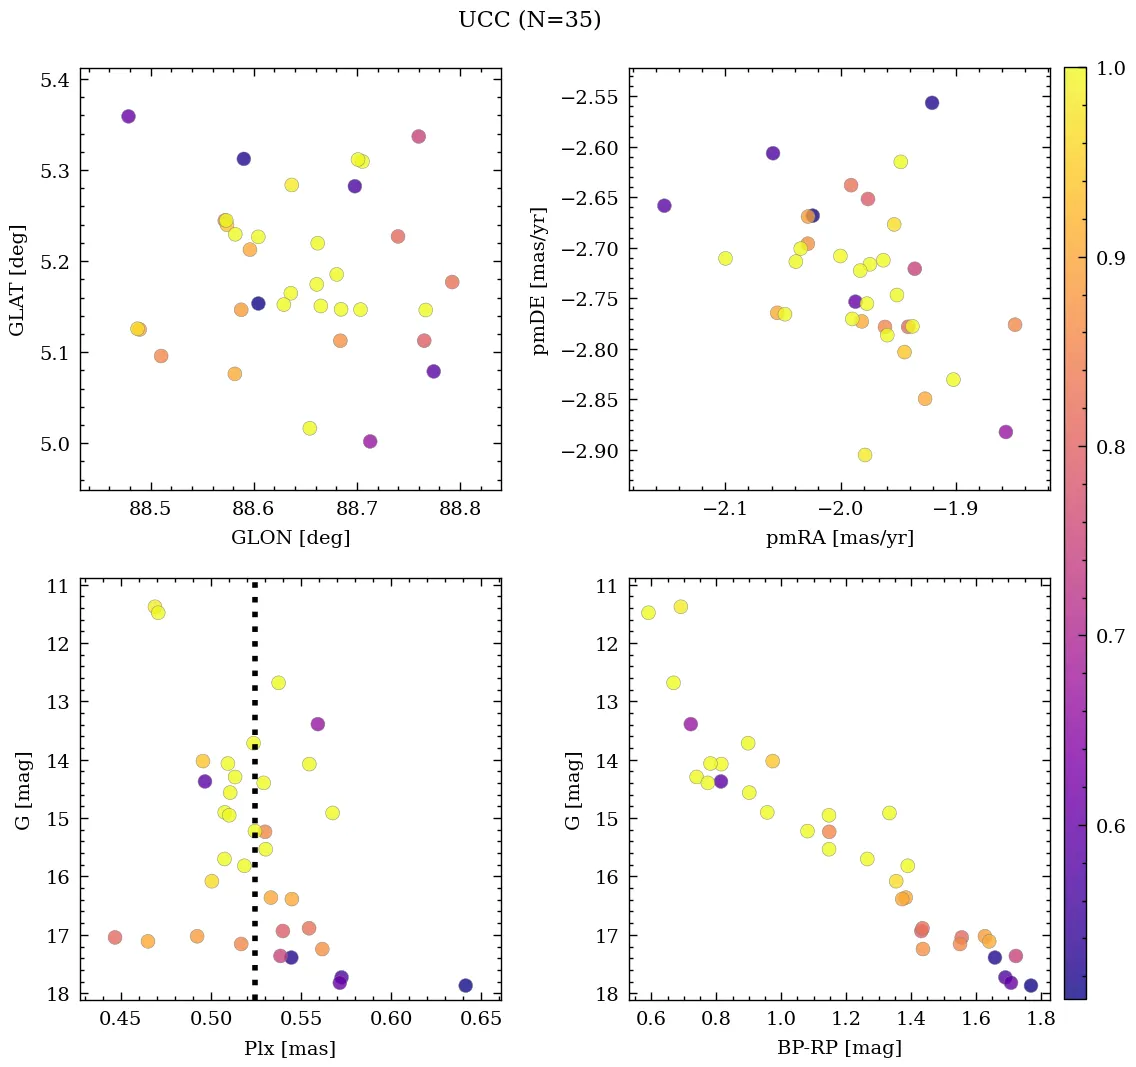 UCC (N=35)
5.4
5.3
5.2
5.1
5.0
GLAT [deg]
88.5 88.6 88.7 88.8
GLON [deg]
−2.55
−2.60
−2.65
−2.70
−2.75
−2.80
−2.85
−2.90
pmDE [mas/yr]
−2.1 −2.0 −1.9
pmRA [mas/yr]
1.0
0.9
0.8
0.7
0.6
11
12
13
14
15
16
17
18
G [mag]
0.45 0.50 0.55 0.60 0.65
Plx [mas]
11
12
13
14
15
16
17
18
G [mag]
0.6 0.8 1.0 1.2 1.4 1.6 1.8
BP-RP [mag]